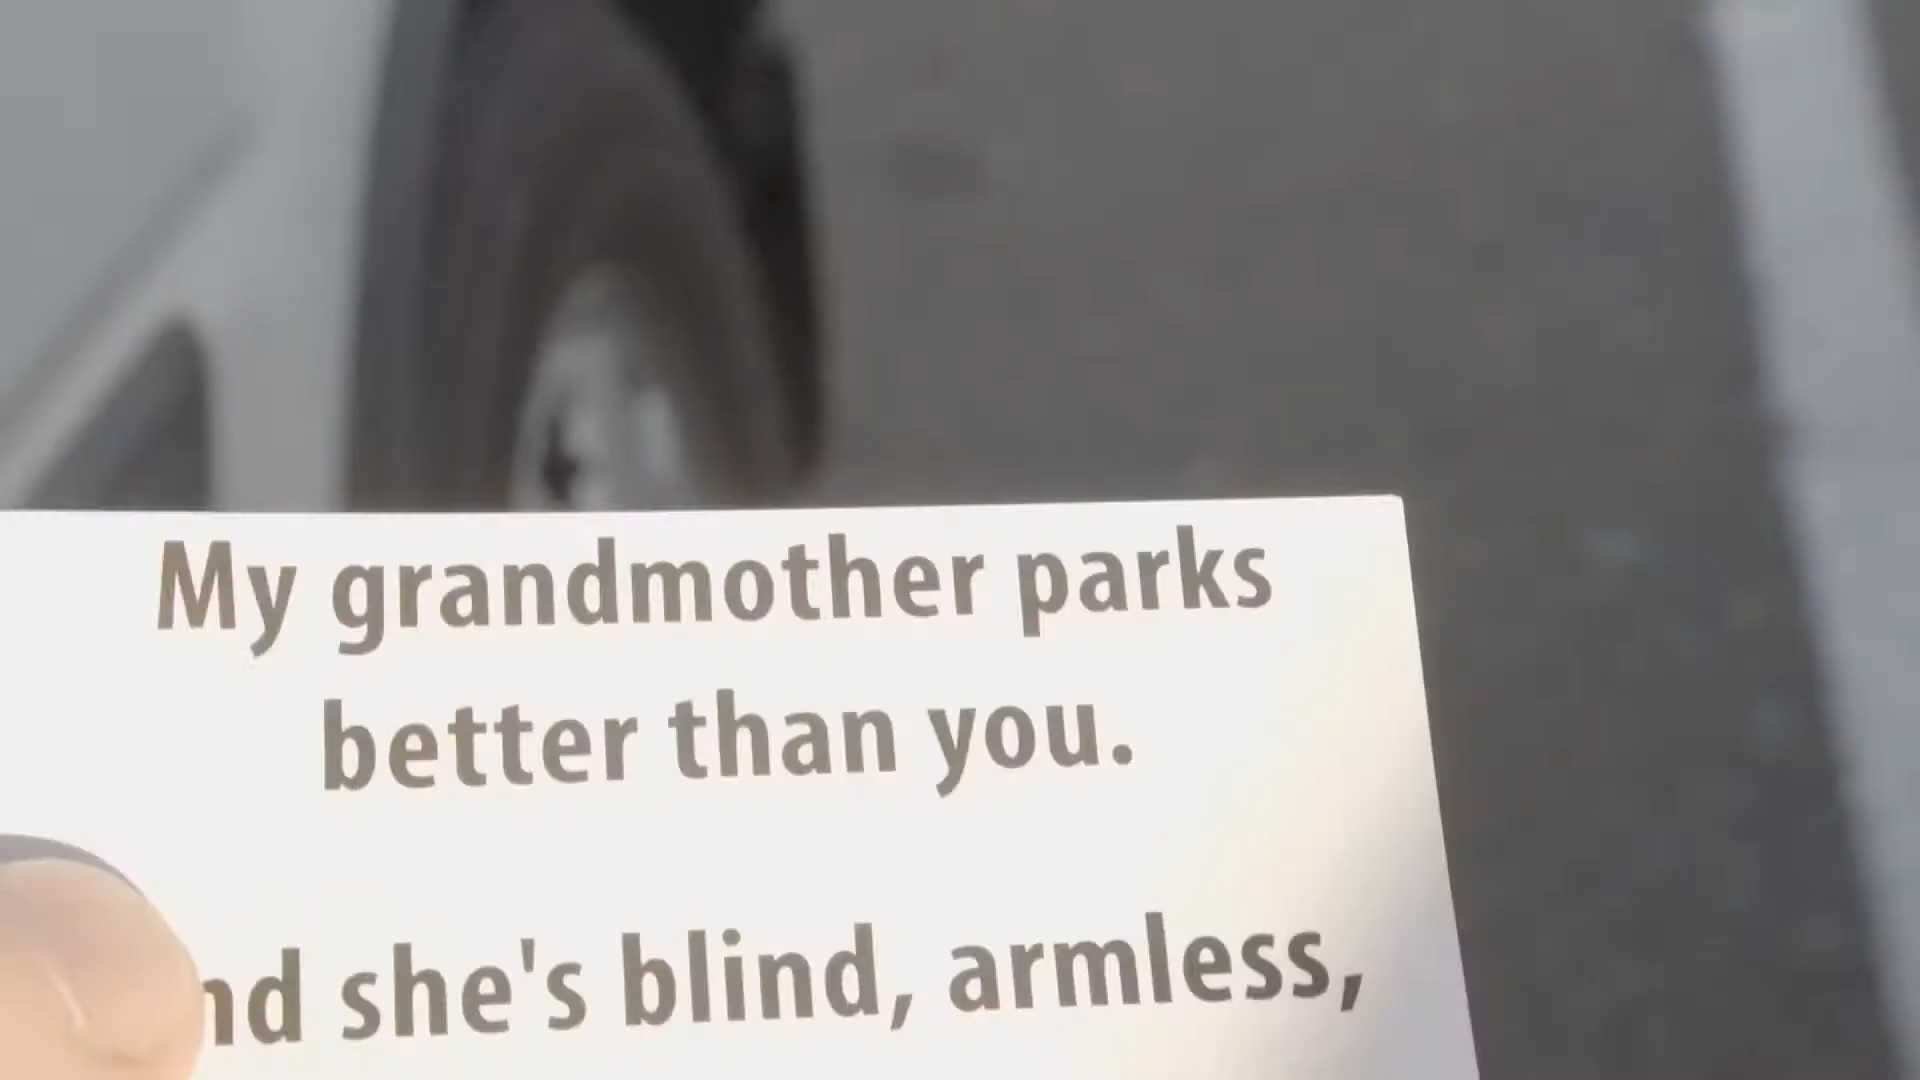 My grandmother parks
better than you.
nd she's blind, armless,